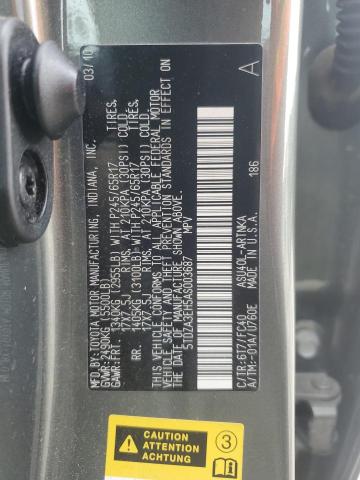 MFD.BY:TOYOTA MOTOR MANUFACTURING, INDIANA, INC. 03/10
GVWR:2490KG (5500LB)
GAWR:FRT. 1340KG (2955LB) WITH P245/65R17 TIRES,
17X7.5J RIMS, AT 210KPA (30PSI) COLD
RR. 1405KG (3100LB) WITH P245/65R17 TIRES,
17X7.5J RIMS, AT 210KPA (30PSI) COLD
THIS VEHICLE CONFORMS TO ALL APPLICABLE FEDERAL MOTOR
VEHICLE SAFETY AND THEFT PREVENTION STANDARDS IN EFFECT
ON THE DATE OF MANUFACTURE SHOWN ABOVE.
5TDZA3EH5AS003687 MPV
A
186
C/TR:6T7/FC40 ASU40L-ARTNKA
A/TM:-01A/U760E MADE IN U.S.A.
CAUTION
ATTENTION
ACHTUNG
3